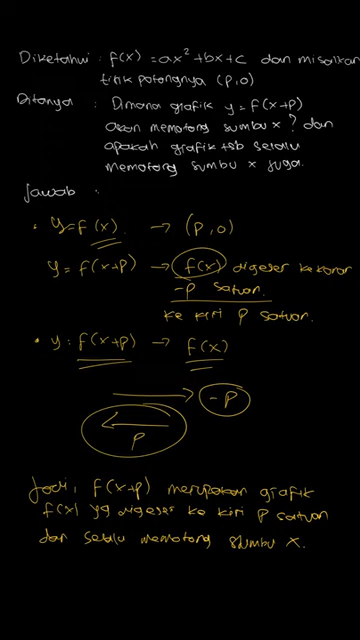 Diketahui : f(x) = ax² + bx + c dan misalkan
titik potongnya (p, 0)
Ditanya : Dimana grafik y = f(x+p)
akan memotong sumbu x ? dan
apakah grafik tsb selalu
memotong sumbu x juga.
Jawab :
• y = f(x) → (p, 0)
y = f(x+p) → f(x) digeser ke kanan
-p satuan
ke kiri p satuan.
• y = f(x+p) → f(x)
-p
p
Jadi, f(x+p) merupakan grafik
f(x) yg digeser ke kiri p satuan
dan selalu memotong sumbu x.